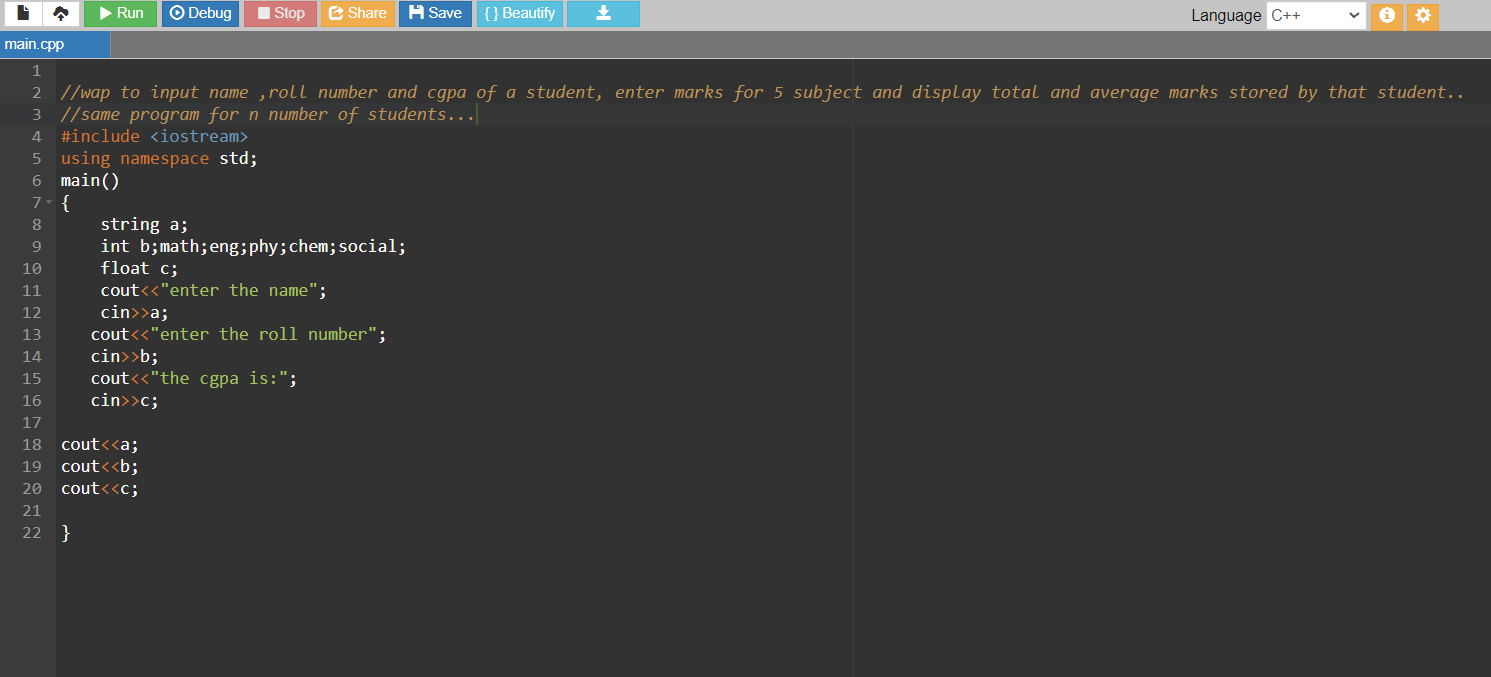 Run Debug Stop Share Save { } Beautify Language C++
main.cpp
1
2 //wap to input name ,roll number and cgpa of a student, enter marks for 5 subject and display total and average marks stored by that student..
3 //same program for n number of students...
4 #include <iostream>
5 using namespace std;
6 main()
7 {
8 string a;
9 int b;math;eng;phy;chem;social;
10 float c;
11 cout<<"enter the name";
12 cin>>a;
13 cout<<"enter the roll number";
14 cin>>b;
15 cout<<"the cgpa is:";
16 cin>>c;
17
18 cout<<a;
19 cout<<b;
20 cout<<c;
21
22 }